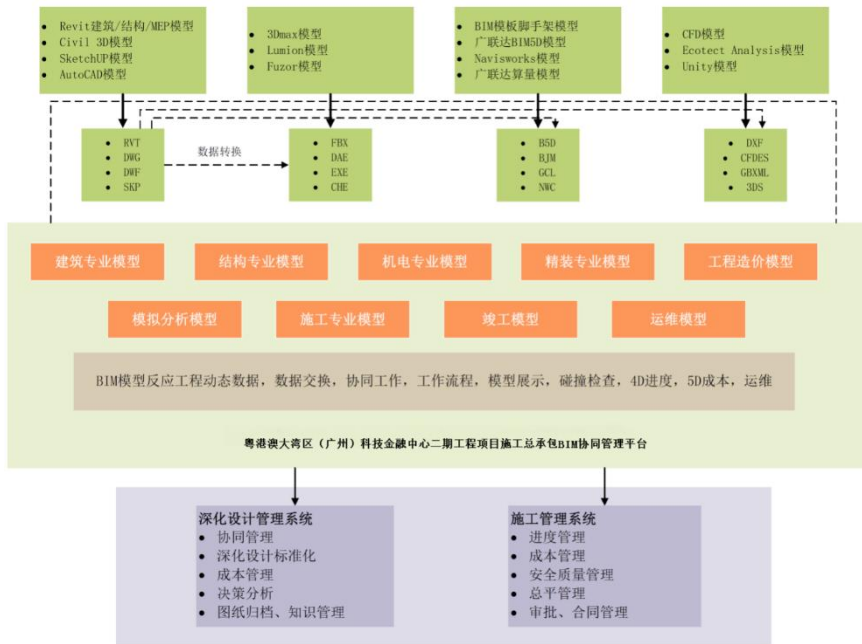 Revit建筑/结构/MEP模型
Civil 3D模型
SketchUP模型
AutoCAD模型
3Dmax模型
Lumion模型
Fuzor模型
BIM模板脚手架模型
广联达BIM5D模型
Navisworks模型
广联达算量模型
CFD模型
Ecotect Analysis模型
Unity模型
RVT
DWG
DWF
SKP
数据转换
FBX
DAE
EXE
CHE
B5D
BJM
GCL
NWC
DXF
CFDES
GBXML
3DS
建筑专业模型
结构专业模型
机电专业模型
精装专业模型
工程造价模型
模拟分析模型
施工专业模型
竣工模型
运维模型
BIM模型反应工程动态数据，数据交换，协同工作，工作流程，模型展示，碰撞检查，4D进度，5D成本，运维
粤港澳大湾区（广州）科技金融中心二期工程项目施工总承包BIM协同管理平台
深化设计管理系统
协同管理
深化设计标准化
成本管理
决策分析
图纸归档、知识管理
施工管理系统
进度管理
成本管理
安全质量管理
总平管理
审批、合同管理